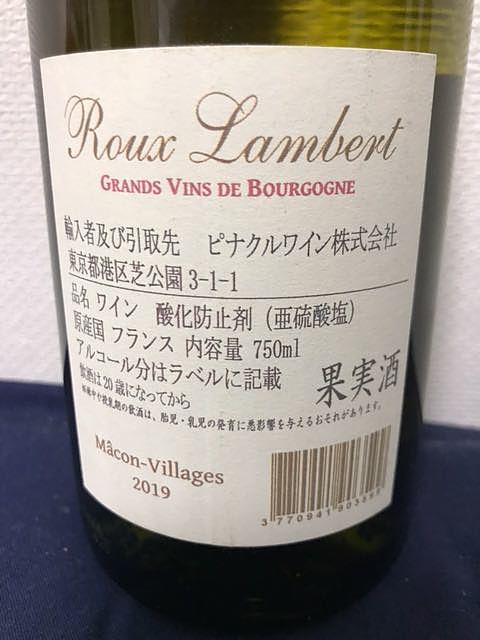 Roux Lambert
GRANDS VINS DE BOURGOGNE
輸入者及び引取先 ピナクルワイン株式会社
東京都港区芝公園3-1-1
品名 ワイン 酸化防止剤（亜硫酸塩）
原産国 フランス 内容量 750ml
アルコール分はラベルに記載
飲酒は20歳になってから
妊娠中や授乳期の飲酒は、胎児・乳児の発育に悪影響を与えるおそれがあります。
果実酒
Mâcon-Villages
2019